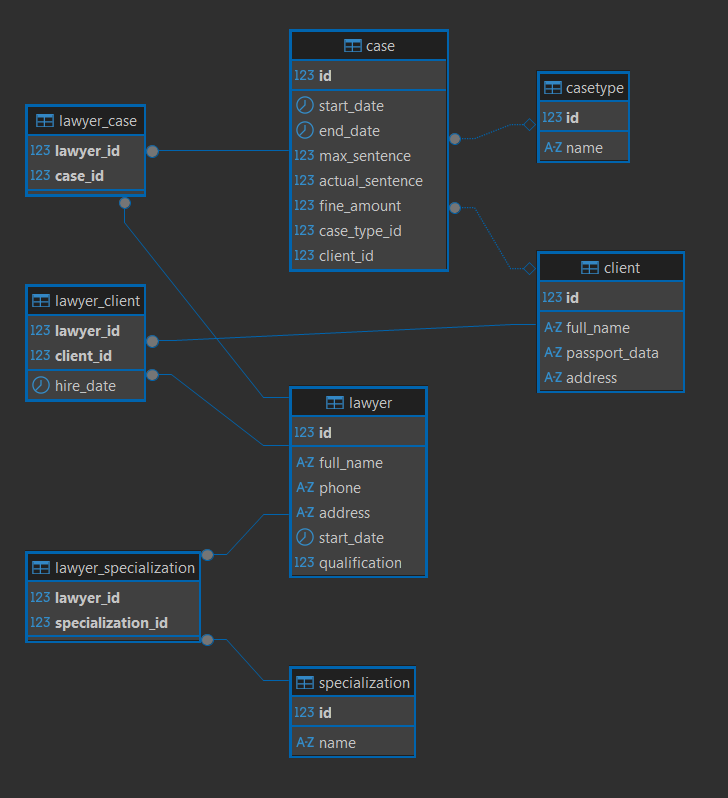 case
123 id
start_date
end_date
123 max_sentence
123 actual_sentence
123 fine_amount
123 case_type_id
123 client_id
casetype
123 id
A-Z name
lawyer_case
123 lawyer_id
123 case_id
client
123 id
A-Z full_name
A-Z passport_data
A-Z address
lawyer_client
123 lawyer_id
123 client_id
hire_date
lawyer
123 id
A-Z full_name
A-Z phone
A-Z address
start_date
123 qualification
lawyer_specialization
123 lawyer_id
123 specialization_id
specialization
123 id
A-Z name